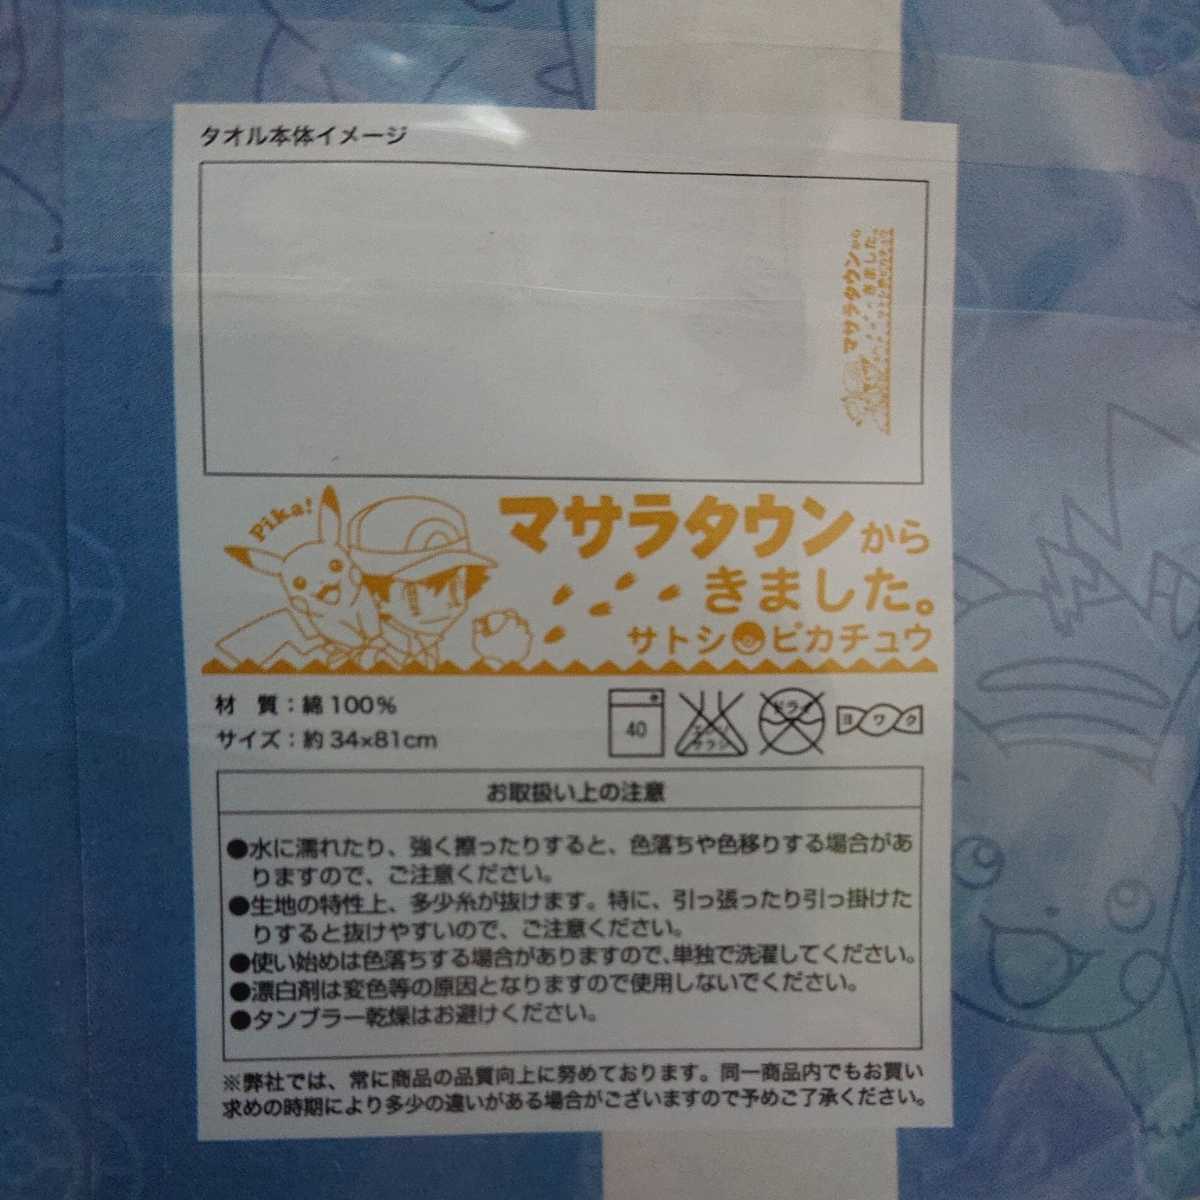 タオル本体イメージ
マサラタウンから
きました。
Pika!
マサラタウンから
きました。
サトシ ピカチュウ
材 質：綿100%
サイズ：約34×81cm
40
エンソサラシ
ドライ
ヨワク
お取扱い上の注意
●水に濡れたり、強く擦ったりすると、色落ちや色移りする場合があ
りますので、ご注意ください。
●生地の特性上、多少糸が抜けます。特に、引っ張ったり引っ掛けた
りすると抜けやすいので、ご注意ください。
●使い始めは色落ちする場合がありますので、単独で洗濯してください。
●漂白剤は変色等の原因となりますので使用しないでください。
●タンブラー乾燥はお避けください。
※弊社では、常に商品の品質向上に努めております。同一商品内でもお買い
求めの時期により多少の違いがある場合がございますので予めご了承ください。